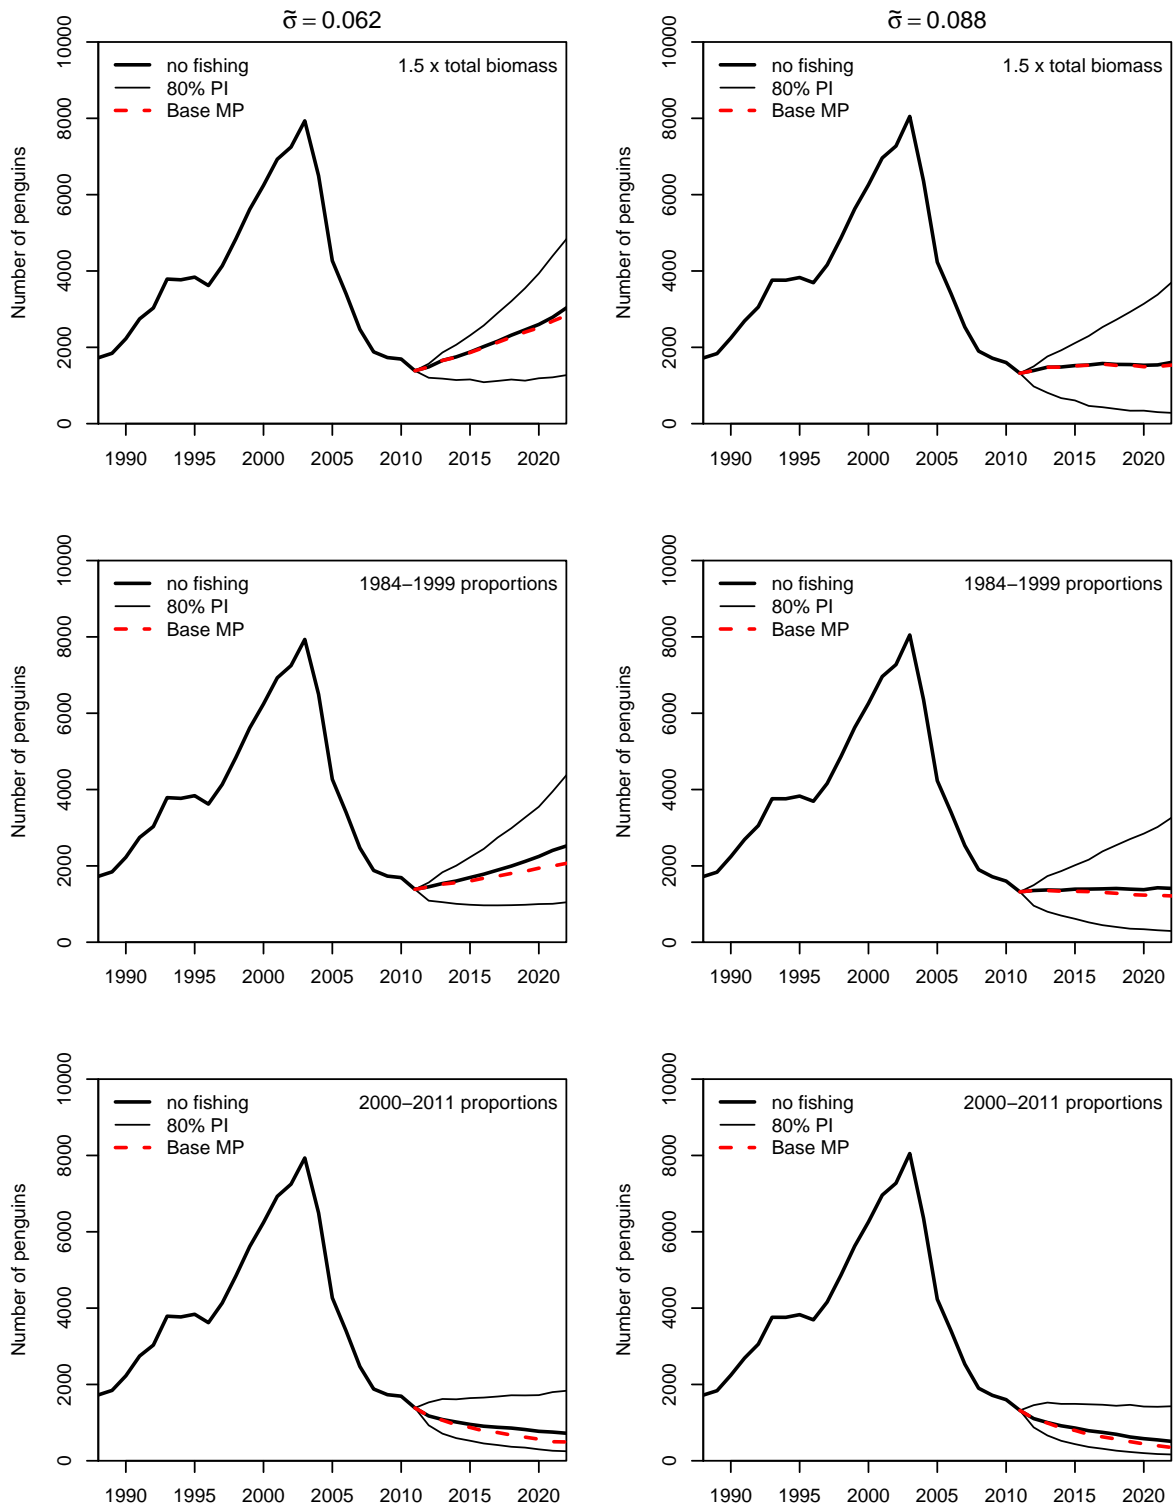 σ̃ = 0.062
Number of penguins
0 2000 4000 6000 8000 10000
no fishing
80% PI
Base MP
1.5 x total biomass
1990 1995 2000 2005 2010 2015 2020
σ̃ = 0.088
Number of penguins
0 2000 4000 6000 8000 10000
no fishing
80% PI
Base MP
1.5 x total biomass
1990 1995 2000 2005 2010 2015 2020
Number of penguins
0 2000 4000 6000 8000 10000
no fishing
80% PI
Base MP
1984−1999 proportions
1990 1995 2000 2005 2010 2015 2020
Number of penguins
0 2000 4000 6000 8000 10000
no fishing
80% PI
Base MP
1984−1999 proportions
1990 1995 2000 2005 2010 2015 2020
Number of penguins
0 2000 4000 6000 8000 10000
no fishing
80% PI
Base MP
2000−2011 proportions
1990 1995 2000 2005 2010 2015 2020
Number of penguins
0 2000 4000 6000 8000 10000
no fishing
80% PI
Base MP
2000−2011 proportions
1990 1995 2000 2005 2010 2015 2020